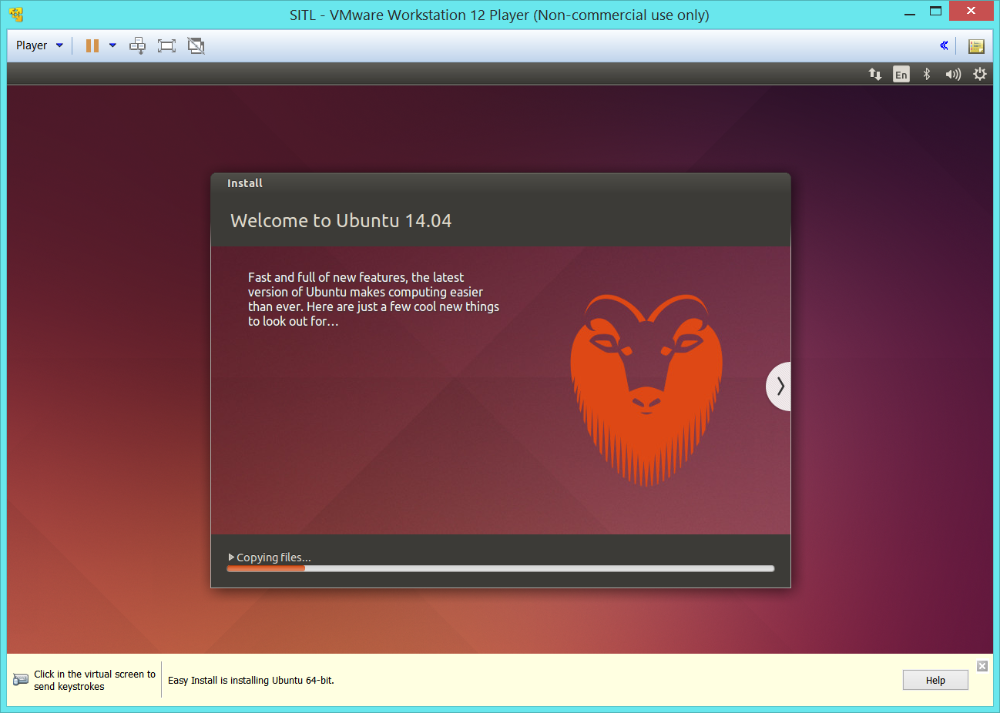 SITL - VMware Workstation 12 Player (Non-commercial use only)
Player
En
Install
Welcome to Ubuntu 14.04
Fast and full of new features, the latest
version of Ubuntu makes computing easier
than ever. Here are just a few cool new things
to look out for…
Copying files...
Click in the virtual screen to
send keystrokes
Easy Install is installing Ubuntu 64-bit.
Help